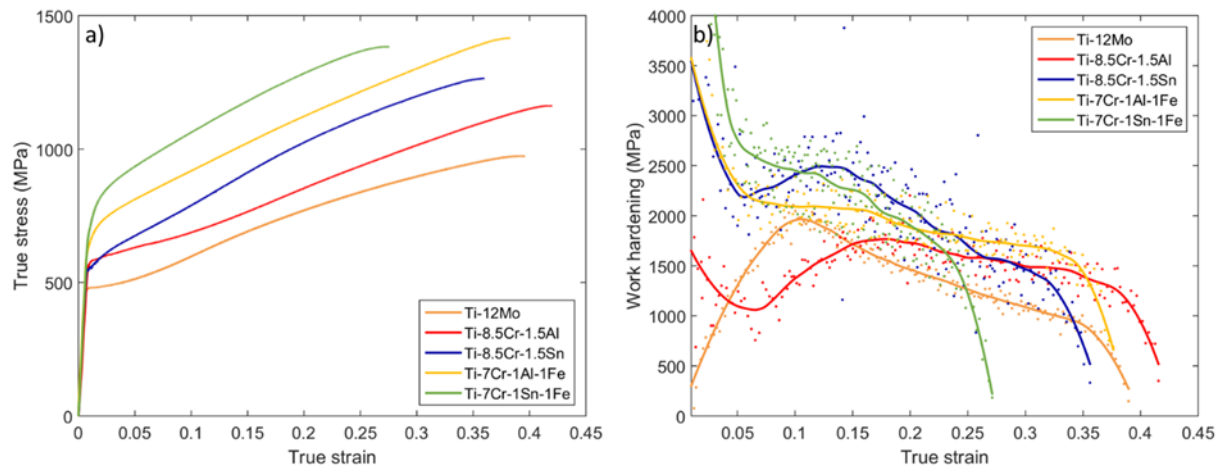 a)
1500
1000
500
0
True stress (MPa)
0 0.05 0.1 0.15 0.2 0.25 0.3 0.35 0.4 0.45
True strain
Ti-12Mo
Ti-8.5Cr-1.5Al
Ti-8.5Cr-1.5Sn
Ti-7Cr-1Al-1Fe
Ti-7Cr-1Sn-1Fe
b)
4000
3500
3000
2500
2000
1500
1000
500
0
Work hardening (MPa)
0.05 0.1 0.15 0.2 0.25 0.3 0.35 0.4 0.45
True strain
Ti-12Mo
Ti-8.5Cr-1.5Al
Ti-8.5Cr-1.5Sn
Ti-7Cr-1Al-1Fe
Ti-7Cr-1Sn-1Fe